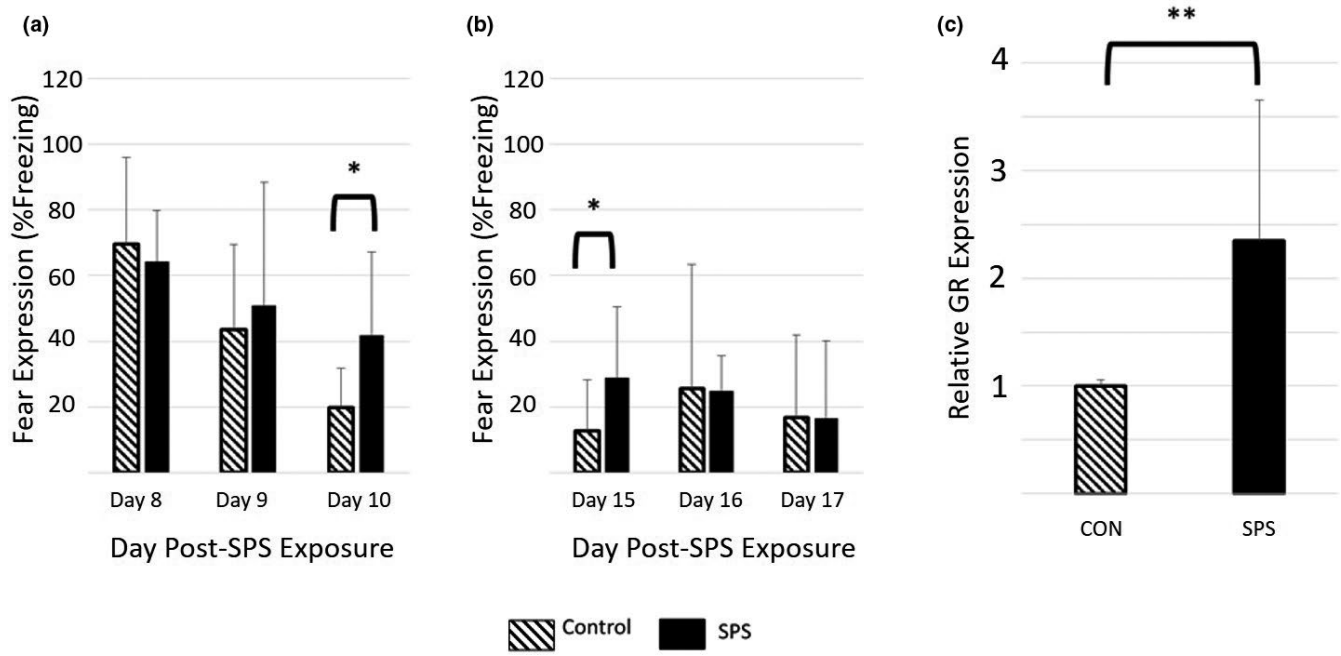 (a)
120
100
80
60
40
20
Fear Expression (%Freezing)
*
Day 8
Day 9
Day 10
Day Post-SPS Exposure
(b)
120
100
80
60
40
20
Fear Expression (%Freezing)
*
Day 15
Day 16
Day 17
Day Post-SPS Exposure
(c)
**
4
3
2
1
Relative GR Expression
CON
SPS
Control
SPS